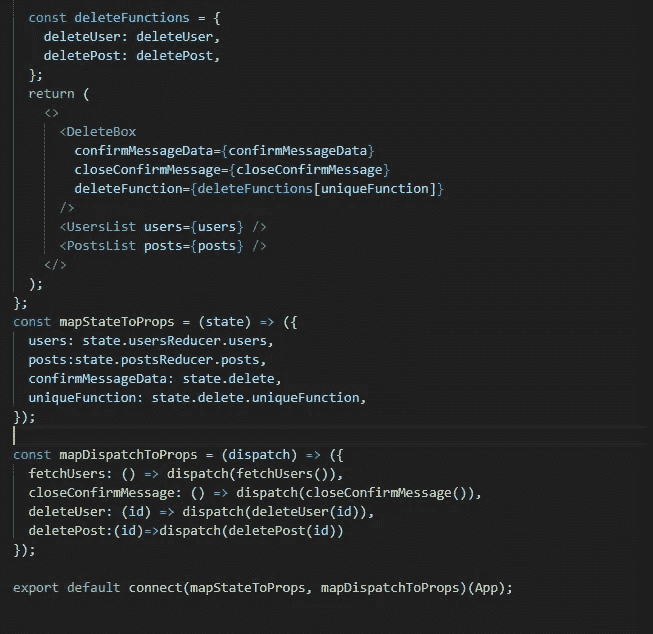 const deleteFunctions = {
deleteUser: deleteUser,
deletePost: deletePost,
};
return (
<>
<DeleteBox
confirmMessageData={confirmMessageData}
closeConfirmMessage={closeConfirmMessage}
deleteFunction={deleteFunctions[uniqueFunction]}
/>
<UsersList users={users} />
<PostsList posts={posts} />
</>
);
};
const mapStateToProps = (state) => ({
users: state.usersReducer.users,
posts:state.postsReducer.posts,
confirmMessageData: state.delete,
uniqueFunction: state.delete.uniqueFunction,
});
const mapDispatchToProps = (dispatch) => ({
fetchUsers: () => dispatch(fetchUsers()),
closeConfirmMessage: () => dispatch(closeConfirmMessage()),
deleteUser: (id) => dispatch(deleteUser(id)),
deletePost:(id)=>dispatch(deletePost(id))
});
export default connect(mapStateToProps, mapDispatchToProps)(App);